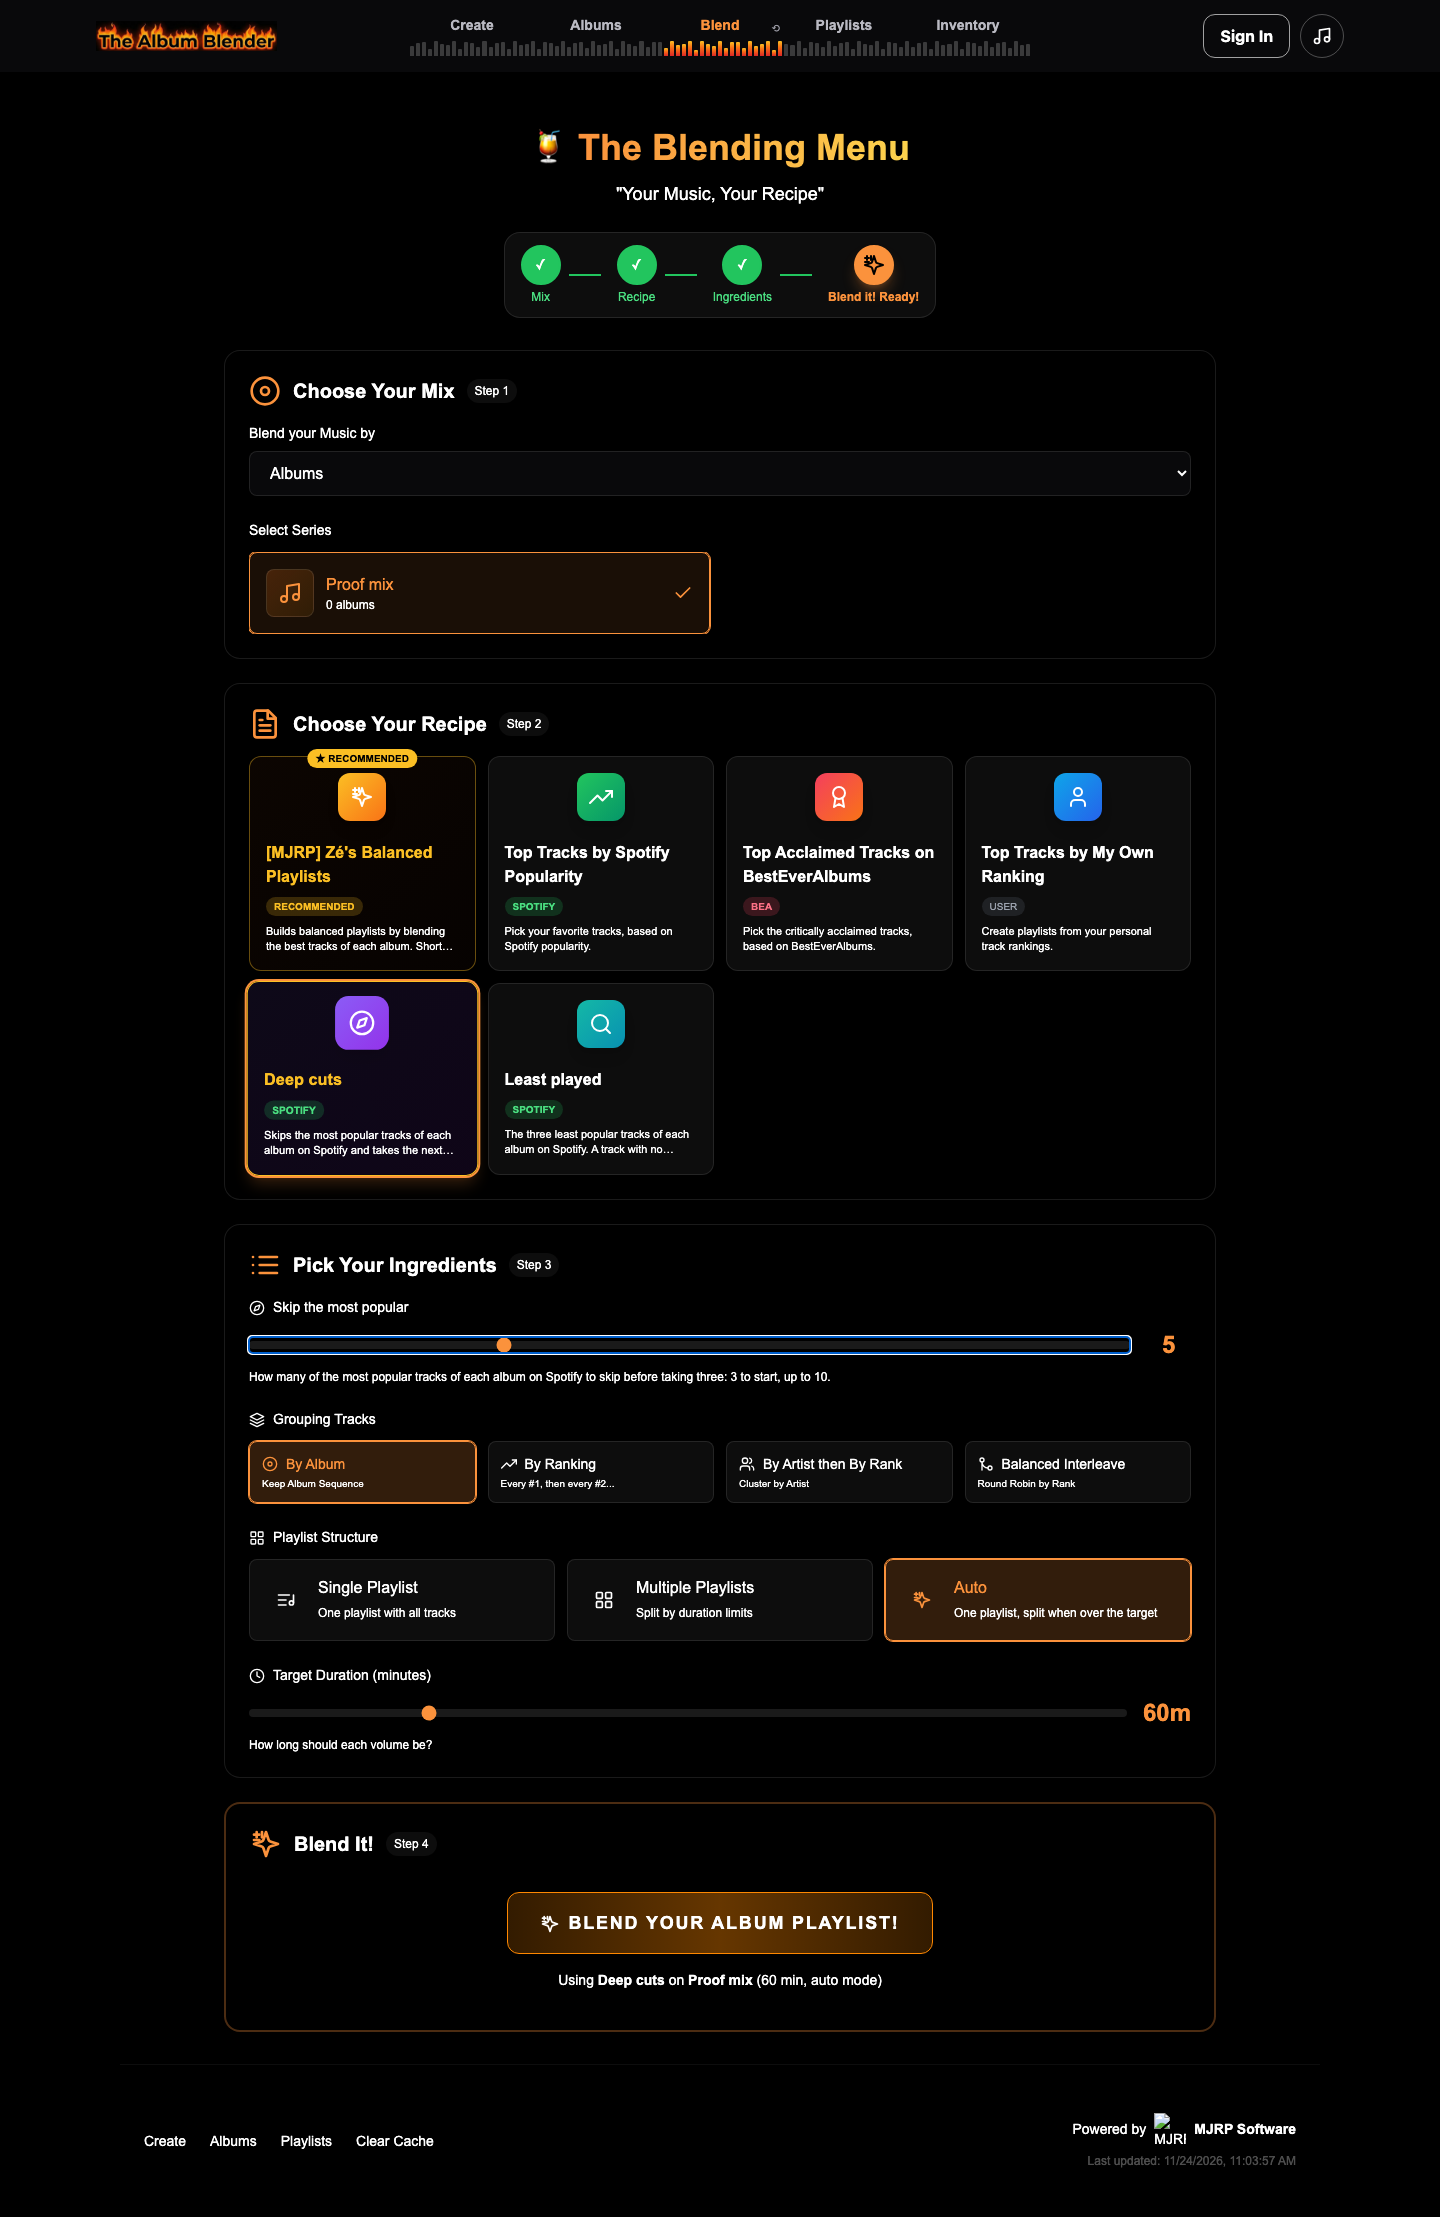 The Album Blender
Create
Albums
Blend
Playlists
Inventory
Sign In
The Blending Menu
"Your Music, Your Recipe"
Mix
Recipe
Ingredients
Blend it! Ready!
Choose Your Mix
Step 1
Blend your Music by
Albums
Select Series
Proof mix
0 albums
Choose Your Recipe
Step 2
★ RECOMMENDED
[MJRP] Zé's Balanced
Playlists
RECOMMENDED
Builds balanced playlists by blending
the best tracks of each album. Short...
Top Tracks by Spotify
Popularity
SPOTIFY
Pick your favorite tracks, based on
Spotify popularity.
Top Acclaimed Tracks on
BestEverAlbums
BEA
Pick the critically acclaimed tracks,
based on BestEverAlbums.
Top Tracks by My Own
Ranking
USER
Create playlists from your personal
track rankings.
Deep cuts
SPOTIFY
Skips the most popular tracks of each
album on Spotify and takes the next...
Least played
SPOTIFY
The three least popular tracks of each
album on Spotify. A track with no...
Pick Your Ingredients
Step 3
Skip the most popular
5
How many of the most popular tracks of each album on Spotify to skip before taking three: 3 to start, up to 10.
Grouping Tracks
By Album
Keep Album Sequence
By Ranking
Every #1, then every #2...
By Artist then By Rank
Cluster by Artist
Balanced Interleave
Round Robin by Rank
Playlist Structure
Single Playlist
One playlist with all tracks
Multiple Playlists
Split by duration limits
Auto
One playlist, split when over the target
Target Duration (minutes)
60m
How long should each volume be?
Blend It!
Step 4
BLEND YOUR ALBUM PLAYLIST!
Using Deep cuts on Proof mix (60 min, auto mode)
Create
Albums
Playlists
Clear Cache
Powered by
MJRP Software
Last updated: 11/24/2026, 11:03:57 AM